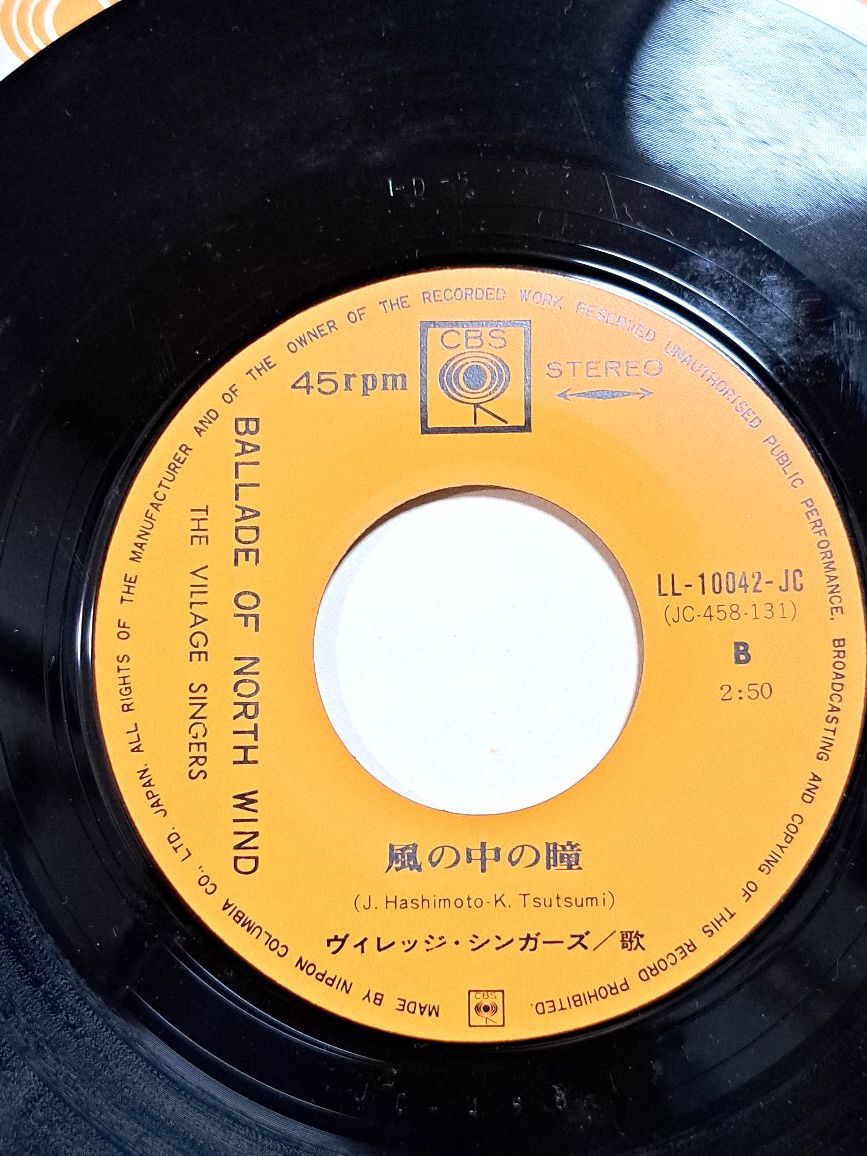 I-D-5
MADE BY NIPPON COLUMBIA CO., LTD. JAPAN. ALL RIGHTS OF THE MANUFACTURER AND OF THE OWNER OF THE RECORDED WORK RESERVED UNAUTHORISED PUBLIC PERFORMANCE, BROADCASTING AND COPYING OF THIS RECORD PROHIBITED.
45rpm
CBS
STEREO
BALLADE OF NORTH WIND
THE VILLAGE SINGERS
LL-10042-JC
(JC-458-131)
B
2:50
風の中の瞳
(J. Hashimoto-K. Tsutsumi)
ヴィレッジ・シンガーズ/歌
CBS